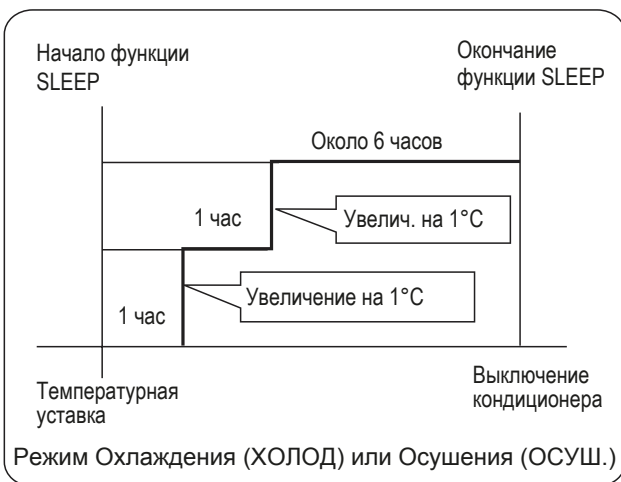 Начало функции
SLEEP
Окончание
функции SLEEP
Около 6 часов
1 час
Увелич. на 1°C
1 час
Увеличение на 1°C
Температурная
уставка
Выключение
кондиционера
Режим Охлаждения (ХОЛОД) или Осушения (ОСУШ.)